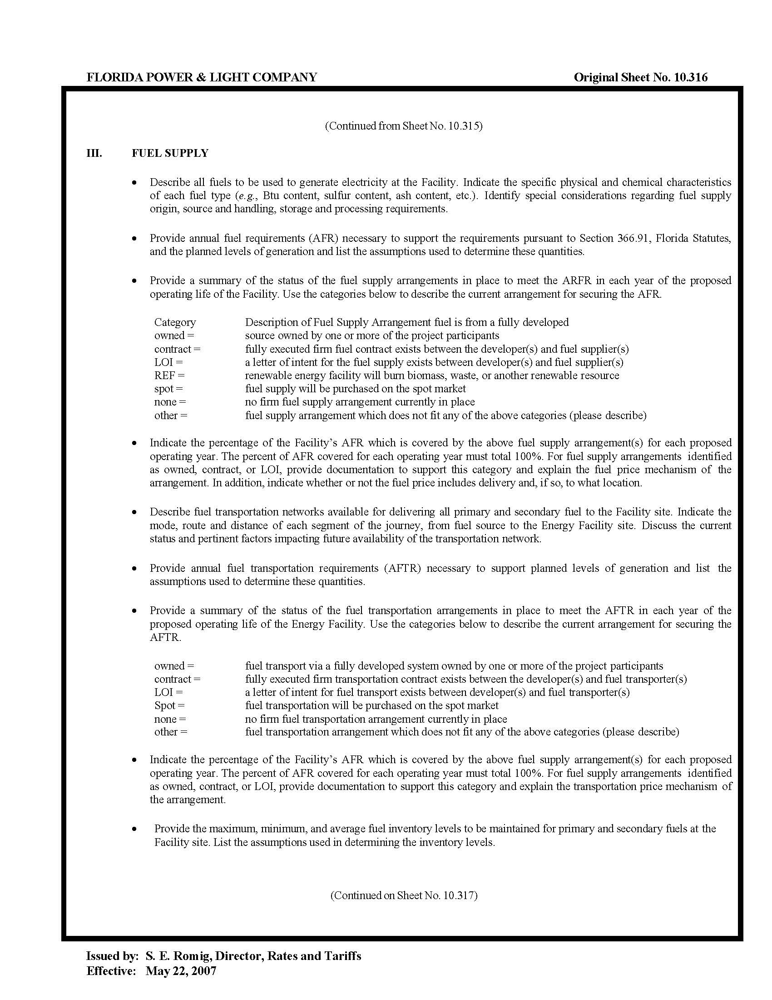 FLORIDA POWER & LIGHT COMPANY Original Sheet No. 10.316
(Continued from Sheet No. 10.315)
III. FUEL SUPPLY
• Describe all fuels to be used to generate electricity at the Facility. Indicate the specific physical and chemical characteristics
of each fuel type (e.g., Btu content, sulfur content, ash content, etc.). Identify special considerations regarding fuel supply
origin, source and handling, storage and processing requirements.
• Provide annual fuel requirements (AFR) necessary to support the requirements pursuant to Section 366.91, Florida Statutes,
and the planned levels of generation and list the assumptions used to determine these quantities.
• Provide a summary of the status of the fuel supply arrangements in place to meet the ARFR in each year of the proposed
operating life of the Facility. Use the categories below to describe the current arrangement for securing the AFR.
Category Description of Fuel Supply Arrangement fuel is from a fully developed
owned = source owned by one or more of the project participants
contract = fully executed firm fuel contract exists between the developer(s) and fuel supplier(s)
LOI = a letter of intent for the fuel supply exists between developer(s) and fuel supplier(s)
REF = renewable energy facility will burn biomass, waste, or another renewable resource
spot = fuel supply will be purchased on the spot market
none = no firm fuel supply arrangement currently in place
other = fuel supply arrangement which does not fit any of the above categories (please describe)
• Indicate the percentage of the Facility’s AFR which is covered by the above fuel supply arrangement(s) for each proposed
operating year. The percent of AFR covered for each operating year must total 100%. For fuel supply arrangements identified
as owned, contract, or LOI, provide documentation to support this category and explain the fuel price mechanism of the
arrangement. In addition, indicate whether or not the fuel price includes delivery and, if so, to what location.
• Describe fuel transportation networks available for delivering all primary and secondary fuel to the Facility site. Indicate the
mode, route and distance of each segment of the journey, from fuel source to the Energy Facility site. Discuss the current
status and pertinent factors impacting future availability of the transportation network.
• Provide annual fuel transportation requirements (AFTR) necessary to support planned levels of generation and list the
assumptions used to determine these quantities.
• Provide a summary of the status of the fuel transportation arrangements in place to meet the AFTR in each year of the
proposed operating life of the Energy Facility. Use the categories below to describe the current arrangement for securing the
AFTR.
owned = fuel transport via a fully developed system owned by one or more of the project participants
contract = fully executed firm transportation contract exists between the developer(s) and fuel transporter(s)
LOI = a letter of intent for fuel transport exists between developer(s) and fuel transporter(s)
Spot = fuel transportation will be purchased on the spot market
none = no firm fuel transportation arrangement currently in place
other = fuel transportation arrangement which does not fit any of the above categories (please describe)
• Indicate the percentage of the Facility’s AFR which is covered by the above fuel supply arrangement(s) for each proposed
operating year. The percent of AFR covered for each operating year must total 100%. For fuel supply arrangements identified
as owned, contract, or LOI, provide documentation to support this category and explain the transportation price mechanism of
the arrangement.
• Provide the maximum, minimum, and average fuel inventory levels to be maintained for primary and secondary fuels at the
Facility site. List the assumptions used in determining the inventory levels.
(Continued on Sheet No. 10.317)
Issued by: S. E. Romig, Director, Rates and Tariffs
Effective: May 22, 2007